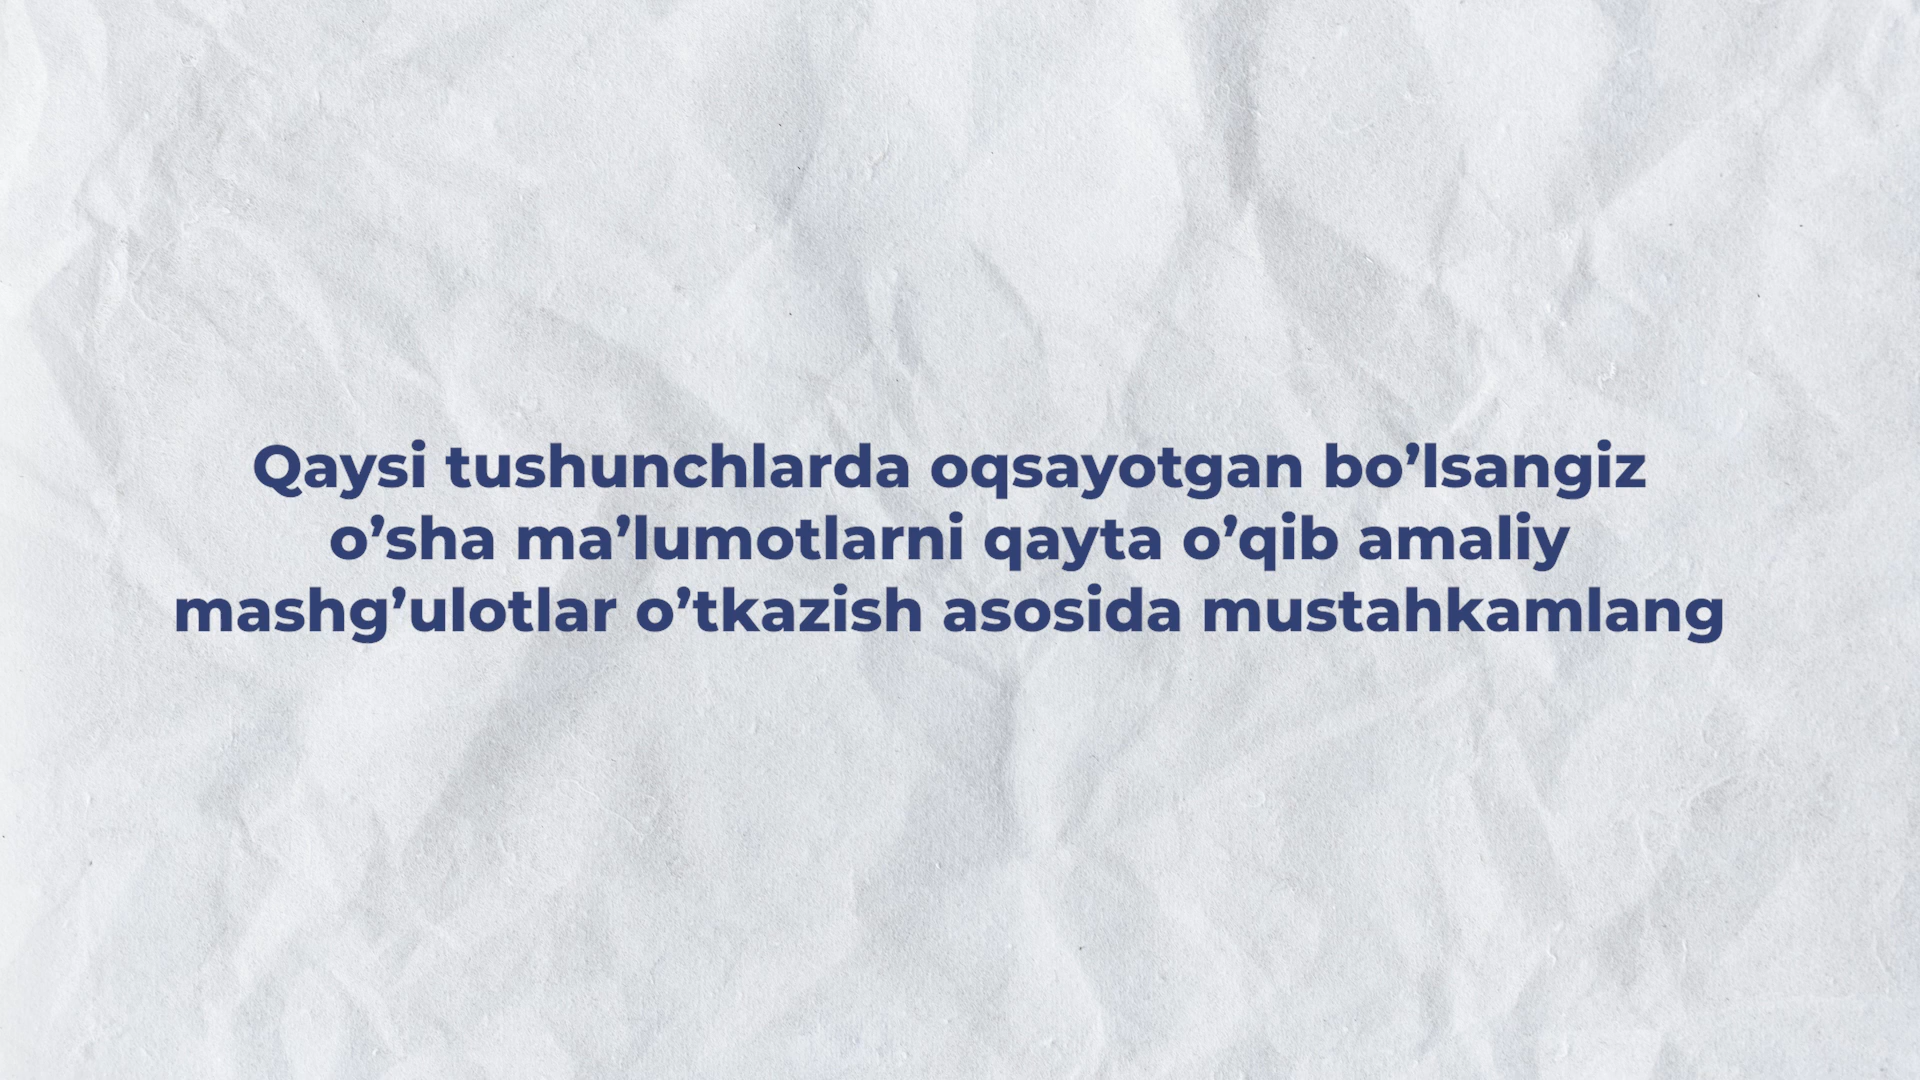 Qaysi tushunchlarda oqsayotgan bo’lsangiz
o’sha ma’lumotlarni qayta o’qib amaliy
mashg’ulotlar o’tkazish asosida mustahkamlang